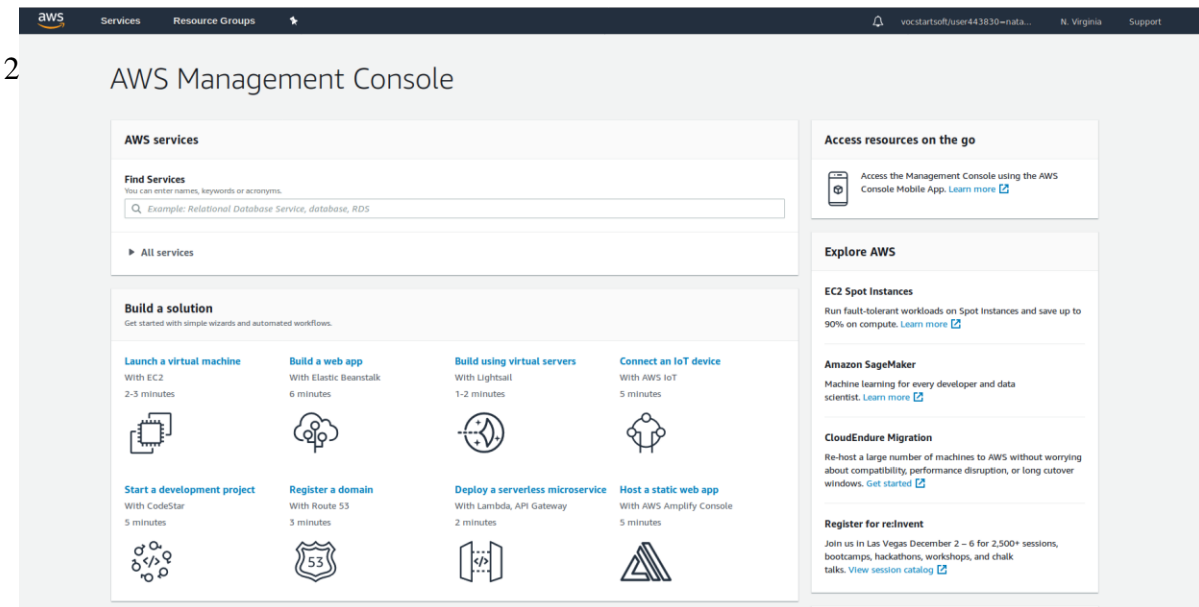 aws
Services Resource Groups vocstartsoft/user443830=nata... N. Virginia Support
2
AWS Management Console
AWS services
Find Services
You can enter names, keywords or acronyms.
Example: Relational Database Service, database, RDS
All services
Build a solution
Get started with simple wizards and automated workflows.
Launch a virtual machine
With EC2
2-3 minutes
Build a web app
With Elastic Beanstalk
6 minutes
Build using virtual servers
With Lightsail
1-2 minutes
Connect an IoT device
With AWS IoT
5 minutes
Start a development project
With CodeStar
5 minutes
Register a domain
With Route 53
3 minutes
53
Deploy a serverless microservice
With Lambda, API Gateway
2 minutes
Host a static web app
With AWS Amplify Console
5 minutes
Access resources on the go
Access the Management Console using the AWS
Console Mobile App. Learn more
Explore AWS
EC2 Spot Instances
Run fault-tolerant workloads on Spot Instances and save up to
90% on compute. Learn more
Amazon SageMaker
Machine learning for every developer and data
scientist. Learn more
CloudEndure Migration
Re-host a large number of machines to AWS without worrying
about compatibility, performance disruption, or long cutover
windows. Get started
Register for re:Invent
Join us in Las Vegas December 2 – 6 for 2,500+ sessions,
bootcamps, hackathons, workshops, and chalk
talks. View session catalog